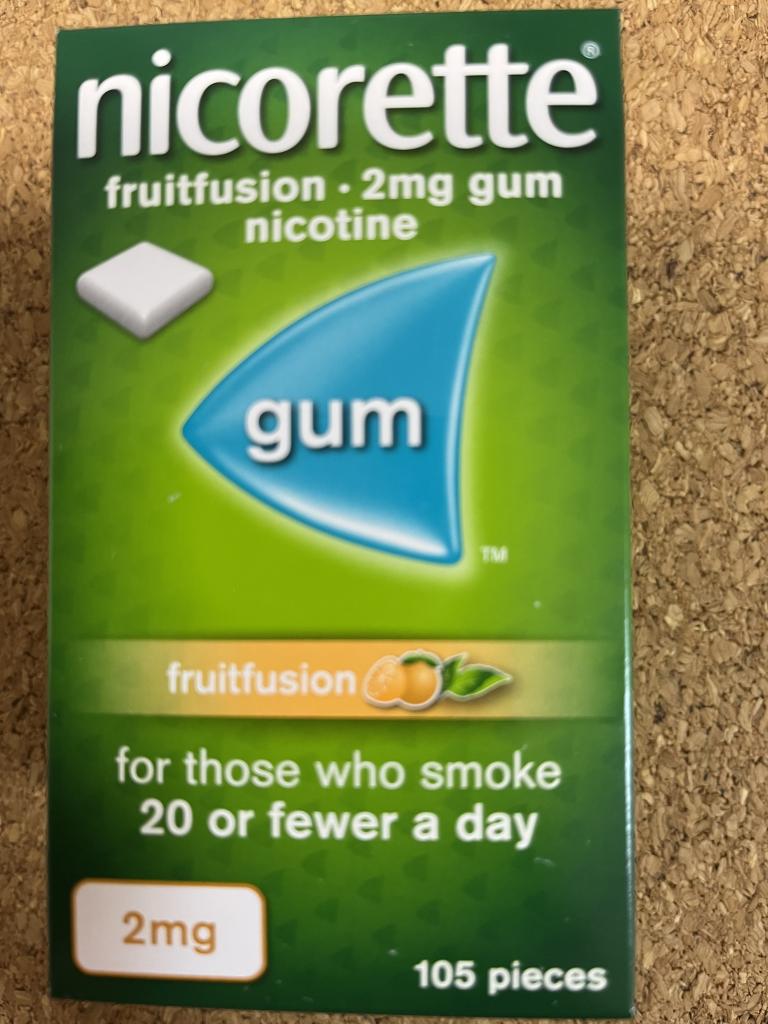 nicorette®
fruitfusion · 2mg gum
nicotine
gum
TM
fruitfusion
for those who smoke
20 or fewer a day
2mg
105 pieces